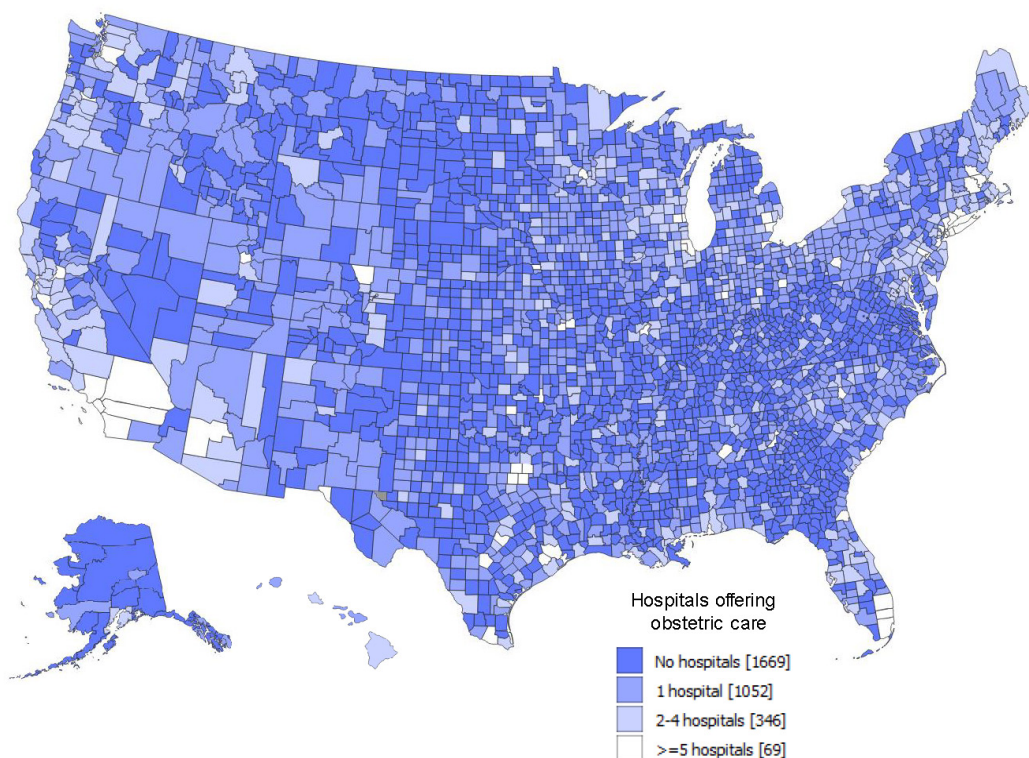 Hospitals offering
obstetric care
No hospitals [1669]
1 hospital [1052]
2-4 hospitals [346]
>=5 hospitals [69]